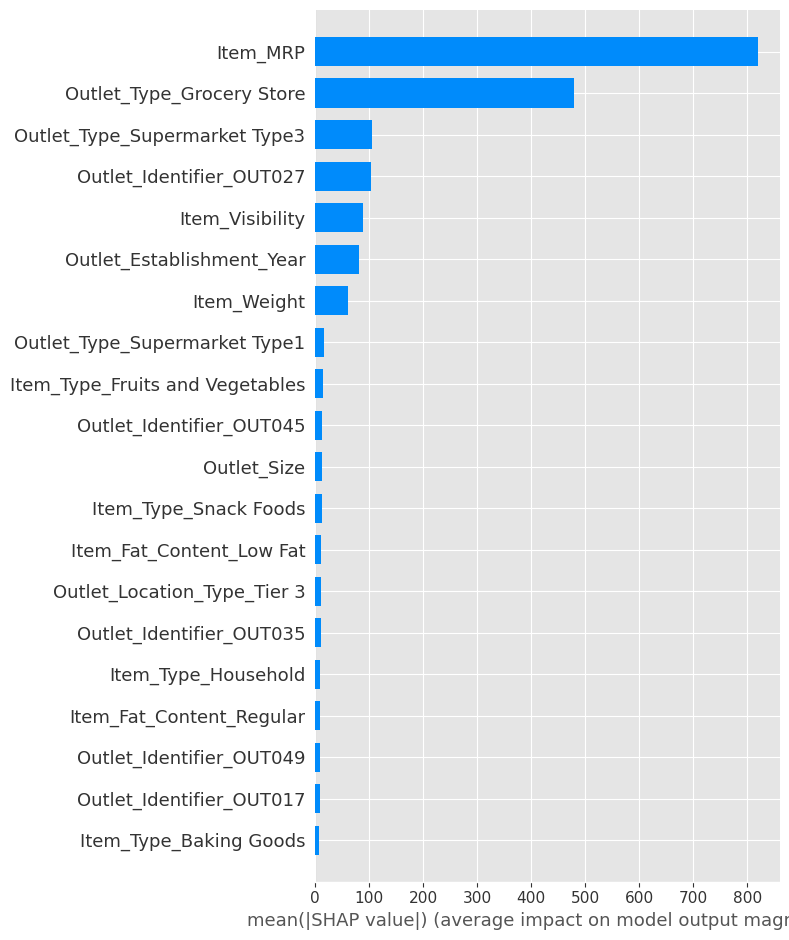 Item_MRP
Outlet_Type_Grocery Store
Outlet_Type_Supermarket Type3
Outlet_Identifier_OUT027
Item_Visibility
Outlet_Establishment_Year
Item_Weight
Outlet_Type_Supermarket Type1
Item_Type_Fruits and Vegetables
Outlet_Identifier_OUT045
Outlet_Size
Item_Type_Snack Foods
Item_Fat_Content_Low Fat
Outlet_Location_Type_Tier 3
Outlet_Identifier_OUT035
Item_Type_Household
Item_Fat_Content_Regular
Outlet_Identifier_OUT049
Outlet_Identifier_OUT017
Item_Type_Baking Goods
0 100 200 300 400 500 600 700 800
mean(|SHAP value|) (average impact on model output